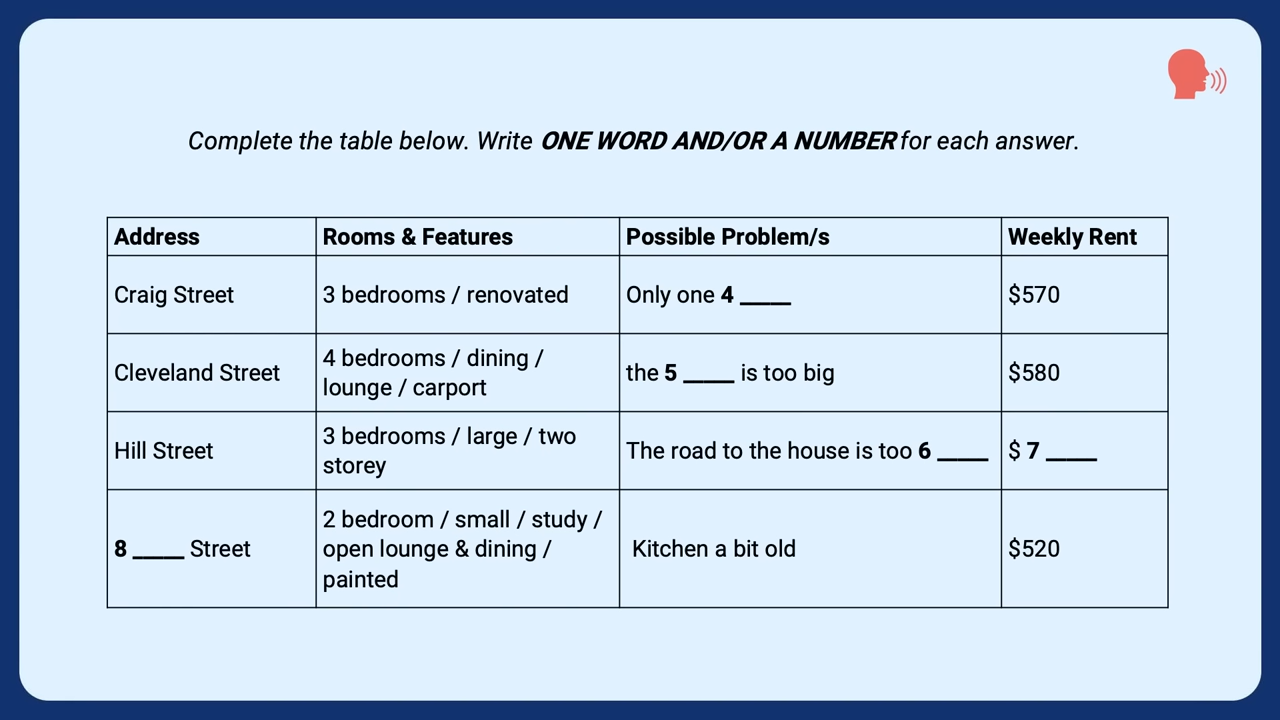 Complete the table below. Write ONE WORD AND/OR A NUMBER for each answer.
Address Rooms & Features Possible Problem/s Weekly Rent
Craig Street 3 bedrooms / renovated Only one 4 _____ $570
Cleveland Street 4 bedrooms / dining / lounge / carport the 5 _____ is too big $580
Hill Street 3 bedrooms / large / two storey The road to the house is too 6 _____ $ 7 _____
8 _____ Street 2 bedroom / small / study / open lounge & dining / painted Kitchen a bit old $520